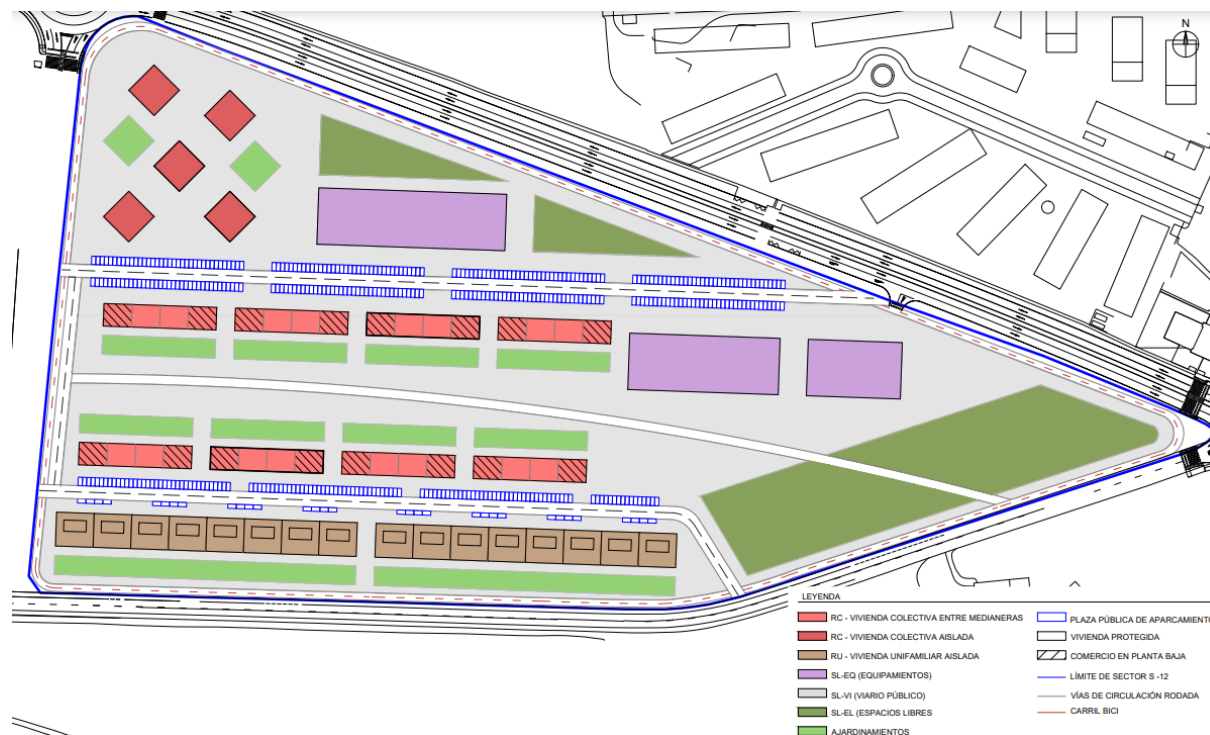 N
LEYENDA
RC - VIVIENDA COLECTIVA ENTRE MEDIANERAS
RC - VIVIENDA COLECTIVA AISLADA
RU - VIVIENDA UNIFAMILIAR AISLADA
SL-EQ (EQUIPAMIENTOS)
SL-VI (VIARIO PÚBLICO)
SL-EL (ESPACIOS LIBRES
AJARDINAMIENTOS
PLAZA PÚBLICA DE APARCAMIENTO
VIVIENDA PROTEGIDA
COMERCIO EN PLANTA BAJA
LÍMITE DE SECTOR S -12
VÍAS DE CIRCULACIÓN RODADA
CARRIL BICI